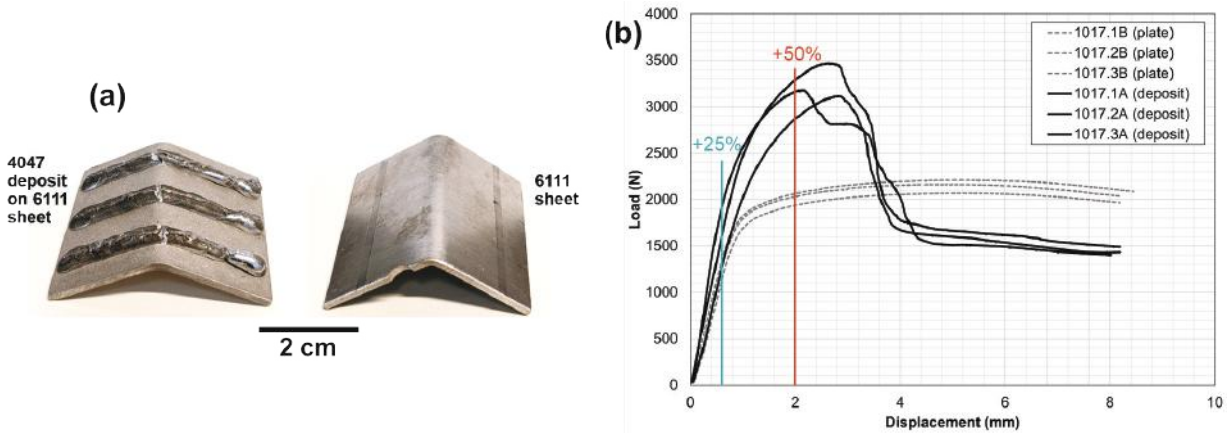 (a)
4047
deposit
on 6111
sheet
6111
sheet
2 cm
(b)
4000
3500
3000
2500
2000
1500
1000
500
0
Load (N)
0
2
4
6
8
10
Displacement (mm)
+25%
+50%
1017.1B (plate)
1017.2B (plate)
1017.3B (plate)
1017.1A (deposit)
1017.2A (deposit)
1017.3A (deposit)